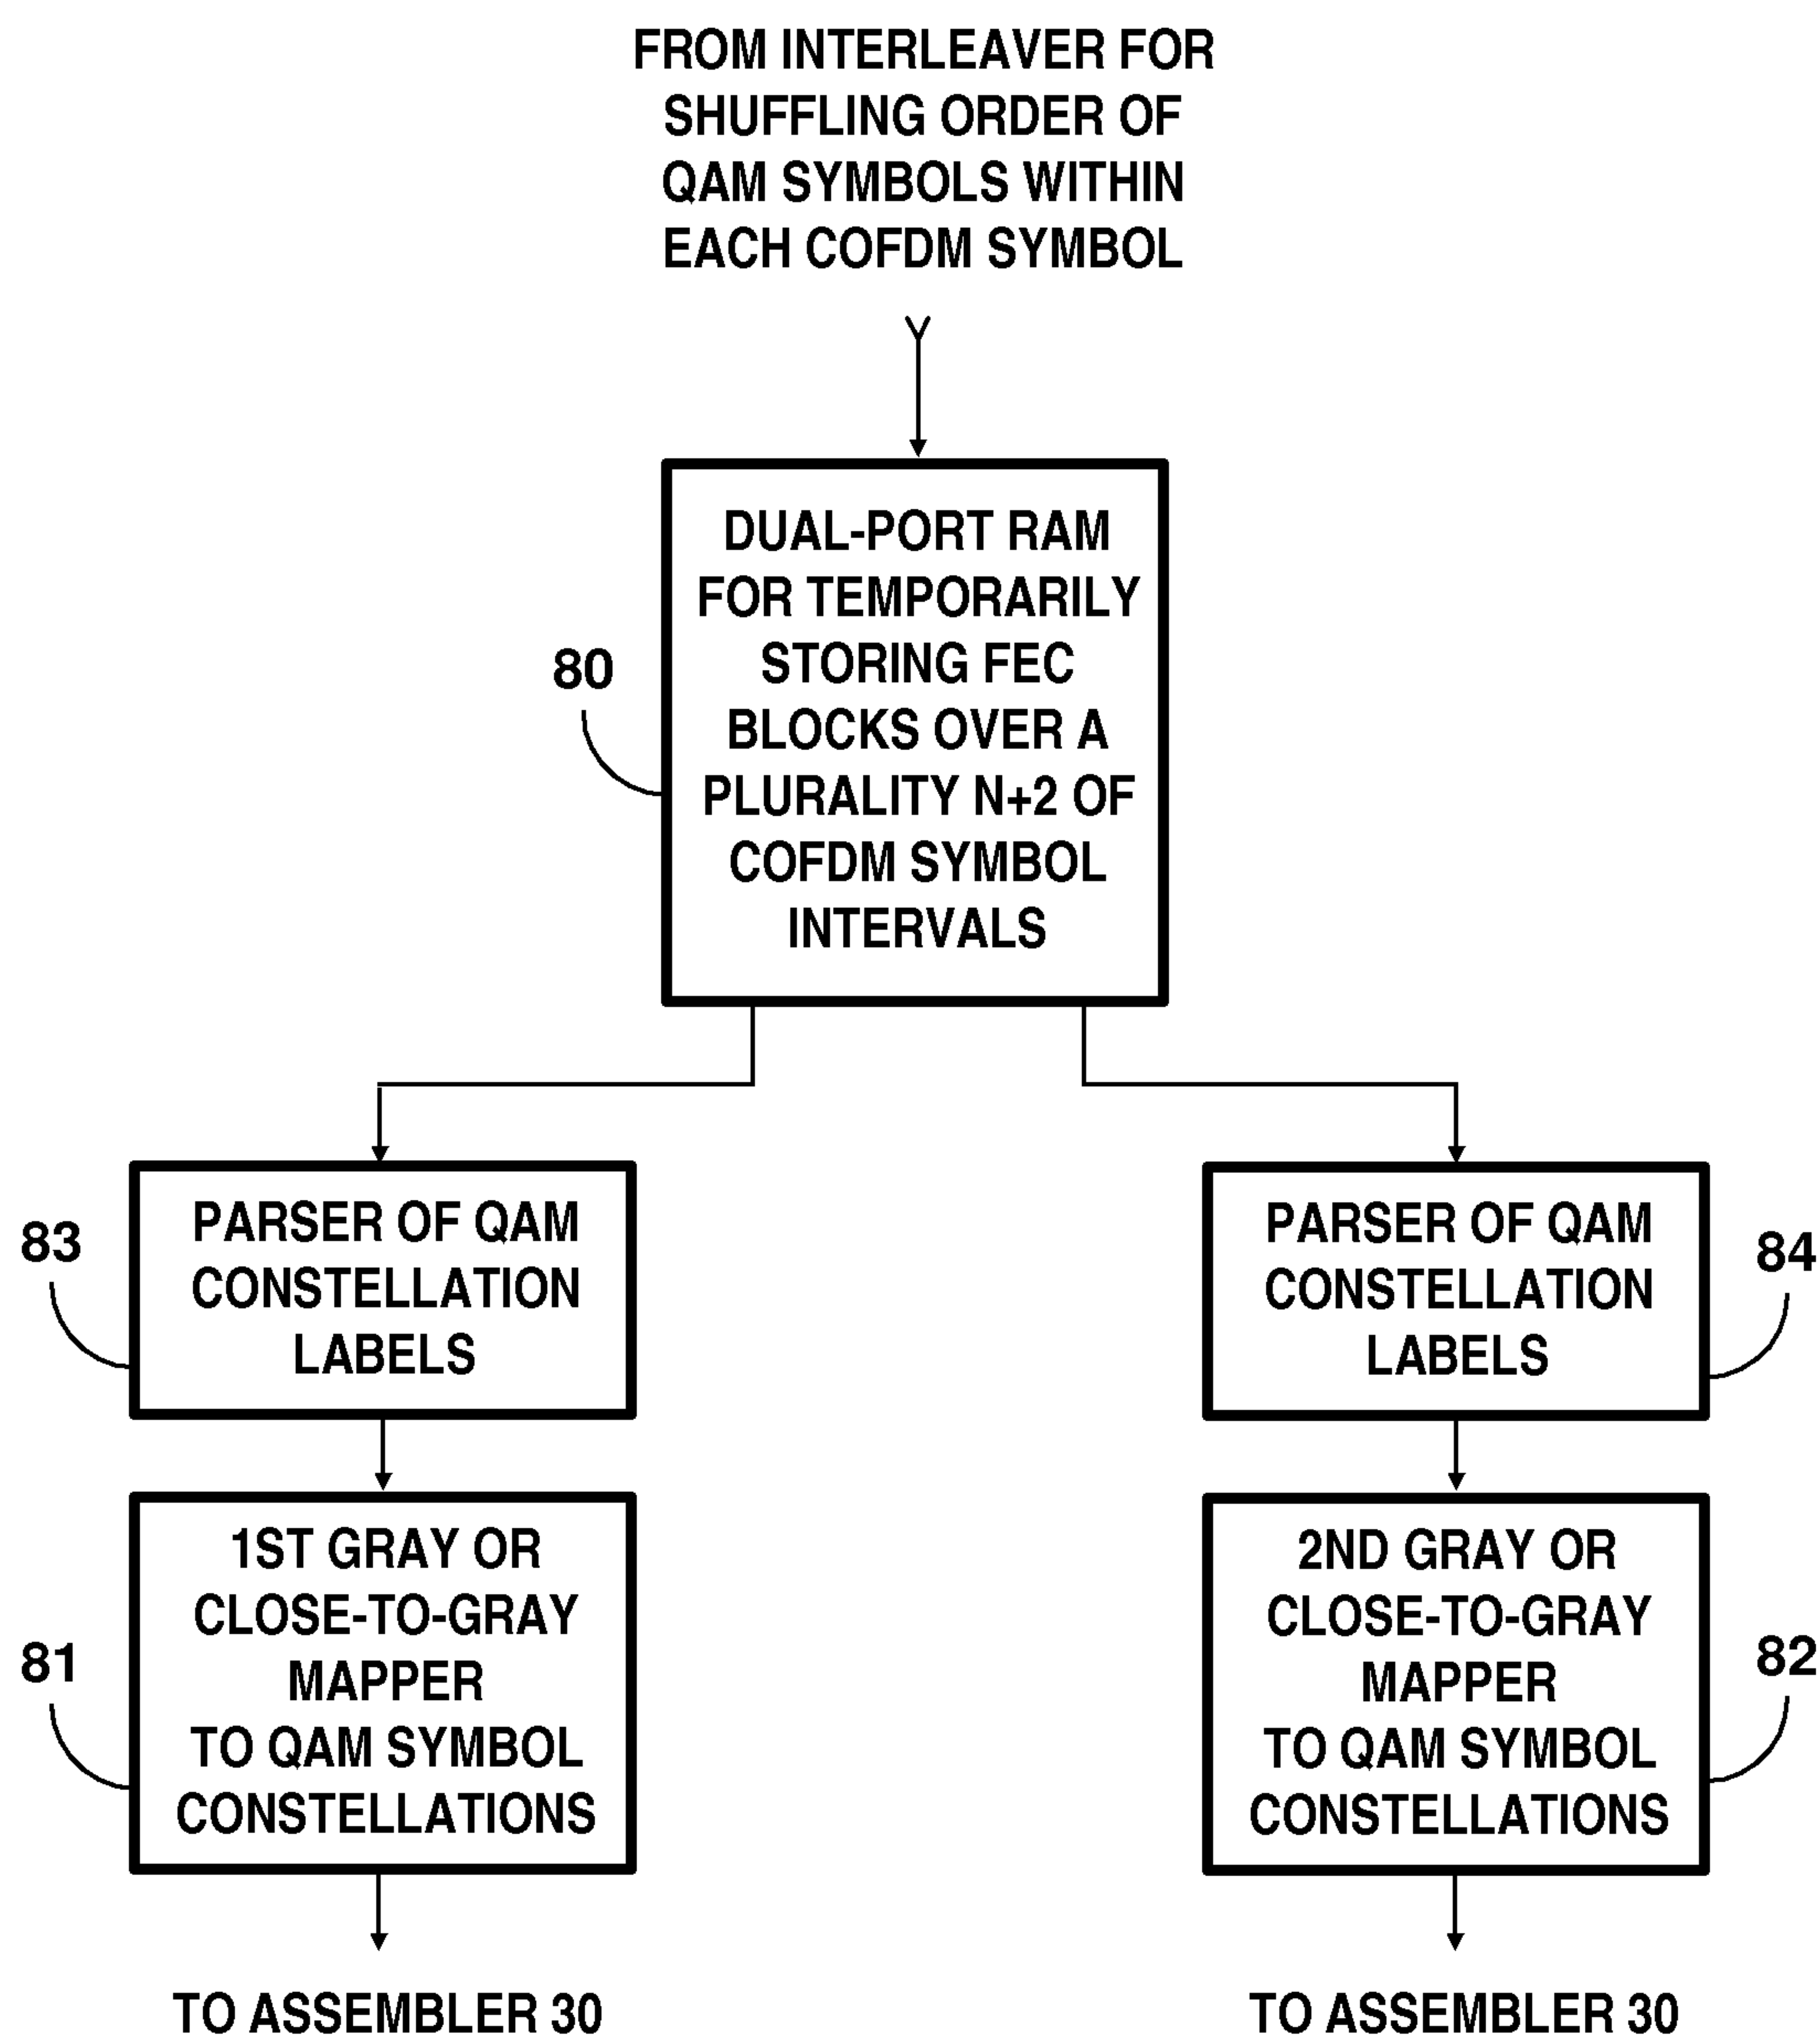 FROM INTERLEAVER FOR
SHUFFLING ORDER OF
QAM SYMBOLS WITHIN
EACH COFDM SYMBOL
DUAL-PORT RAM
FOR TEMPORARILY
STORING FEC
BLOCKS OVER A
PLURALITY N+2 OF
COFDM SYMBOL
INTERVALS
80
PARSER OF QAM
CONSTELLATION
LABELS
83
PARSER OF QAM
CONSTELLATION
LABELS
84
1ST GRAY OR
CLOSE-TO-GRAY
MAPPER
TO QAM SYMBOL
CONSTELLATIONS
81
2ND GRAY OR
CLOSE-TO-GRAY
MAPPER
TO QAM SYMBOL
CONSTELLATIONS
82
TO ASSEMBLER 30
TO ASSEMBLER 30